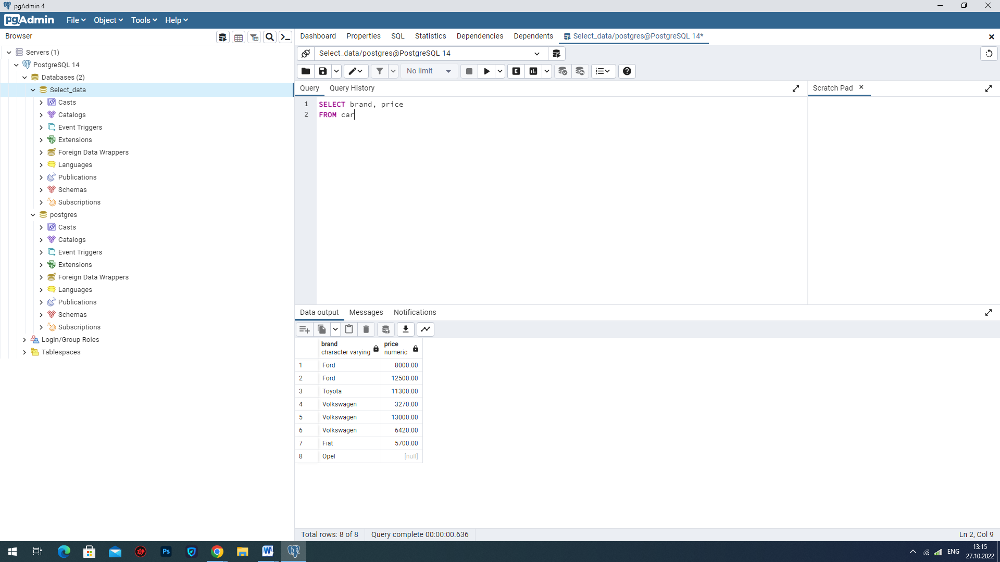 pgAdmin 4
pgAdmin File Object Tools Help
Browser
Dashboard Properties SQL Statistics Dependencies Dependents Select_data/postgres@PostgreSQL 14*
Servers (1)
PostgreSQL 14
Databases (2)
Select_data
Casts
Catalogs
Event Triggers
Extensions
Foreign Data Wrappers
Languages
Publications
Schemas
Subscriptions
postgres
Casts
Catalogs
Event Triggers
Extensions
Foreign Data Wrappers
Languages
Publications
Schemas
Subscriptions
Login/Group Roles
Tablespaces
Select_data/postgres@PostgreSQL 14
No limit
E
Query Query History
Scratch Pad
1 SELECT brand, price
2 FROM car
Data output Messages Notifications
brand price
character varying numeric
1 Ford 8000.00
2 Ford 12500.00
3 Toyota 11300.00
4 Volkswagen 3270.00
5 Volkswagen 13000.00
6 Volkswagen 6420.00
7 Fiat 5700.00
8 Opel [null]
Total rows: 8 of 8 Query complete 00:00:00.636 Ln 2, Col 9
Ps W ENG
13:15
27.10.2022